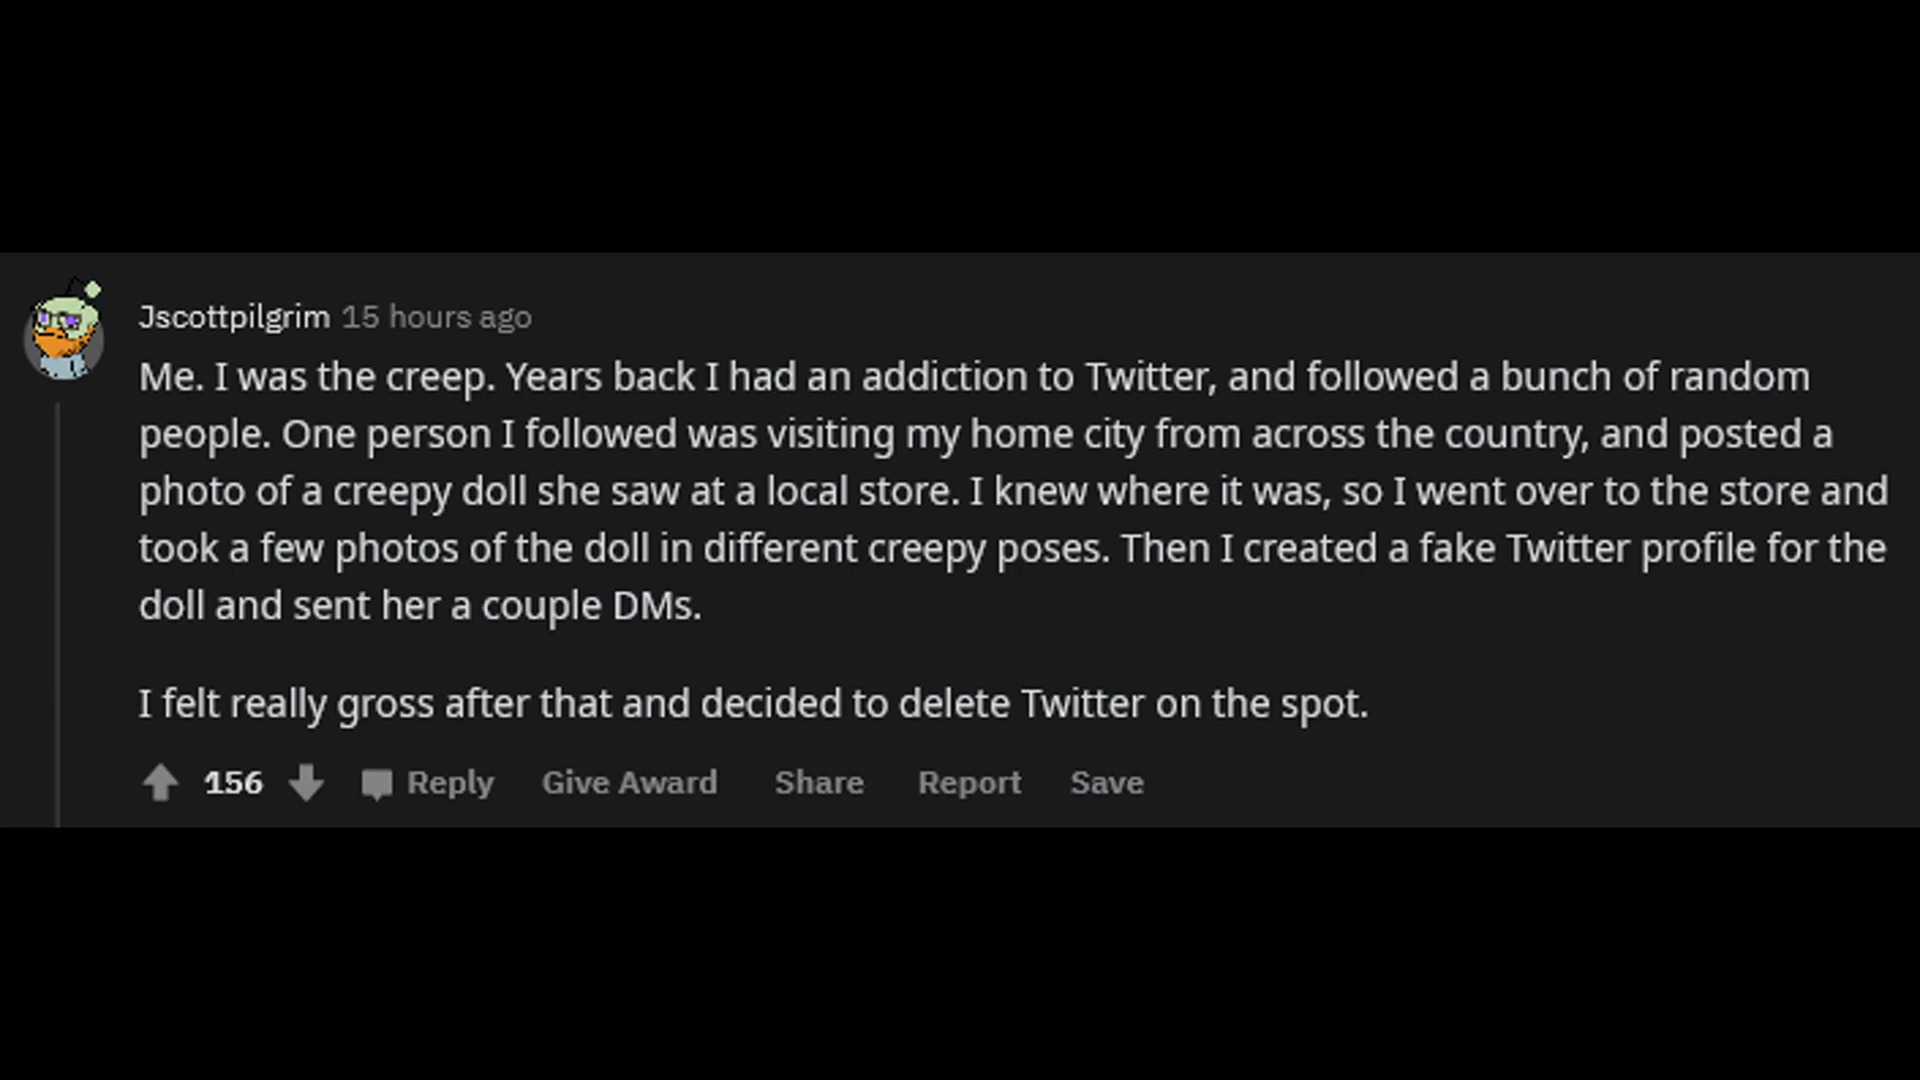 Jscottpilgrim 15 hours ago
Me. I was the creep. Years back I had an addiction to Twitter, and followed a bunch of random
people. One person I followed was visiting my home city from across the country, and posted a
photo of a creepy doll she saw at a local store. I knew where it was, so I went over to the store and
took a few photos of the doll in different creepy poses. Then I created a fake Twitter profile for the
doll and sent her a couple DMs.
I felt really gross after that and decided to delete Twitter on the spot.
156 Reply Give Award Share Report Save